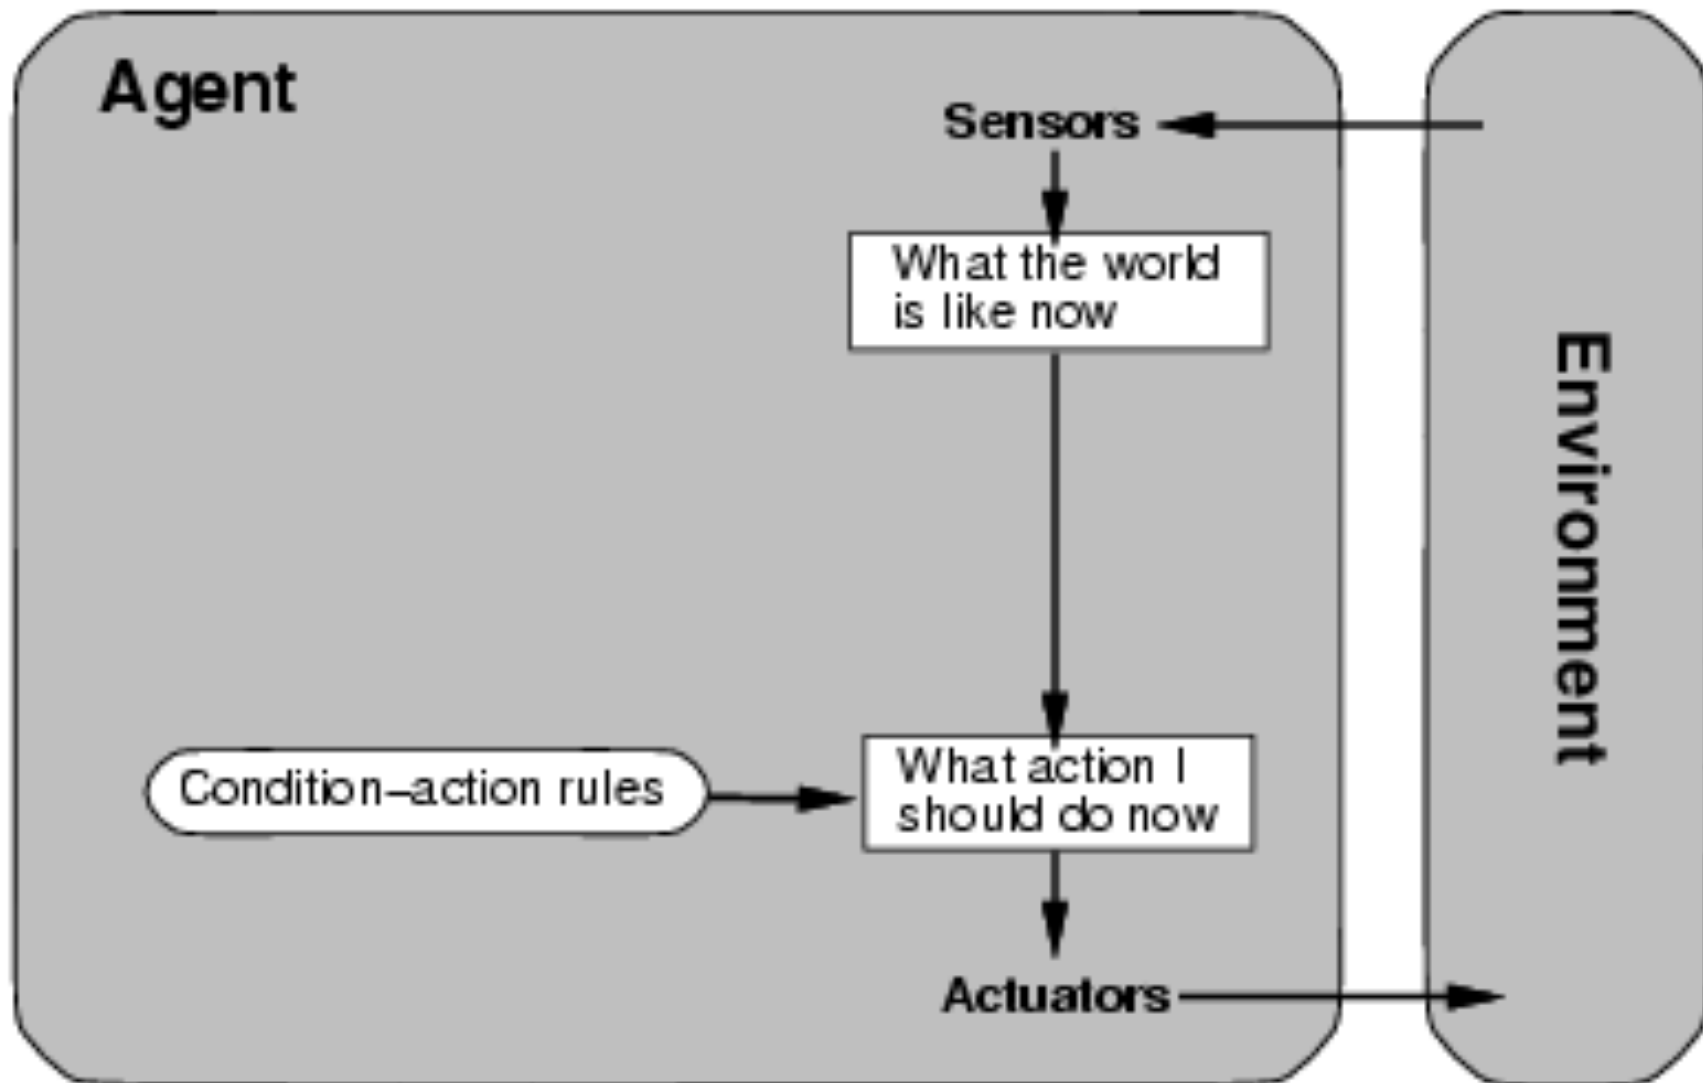 Agent
Sensors
What the world
is like now
Environment
Condition–action rules
What action I
should do now
Actuators